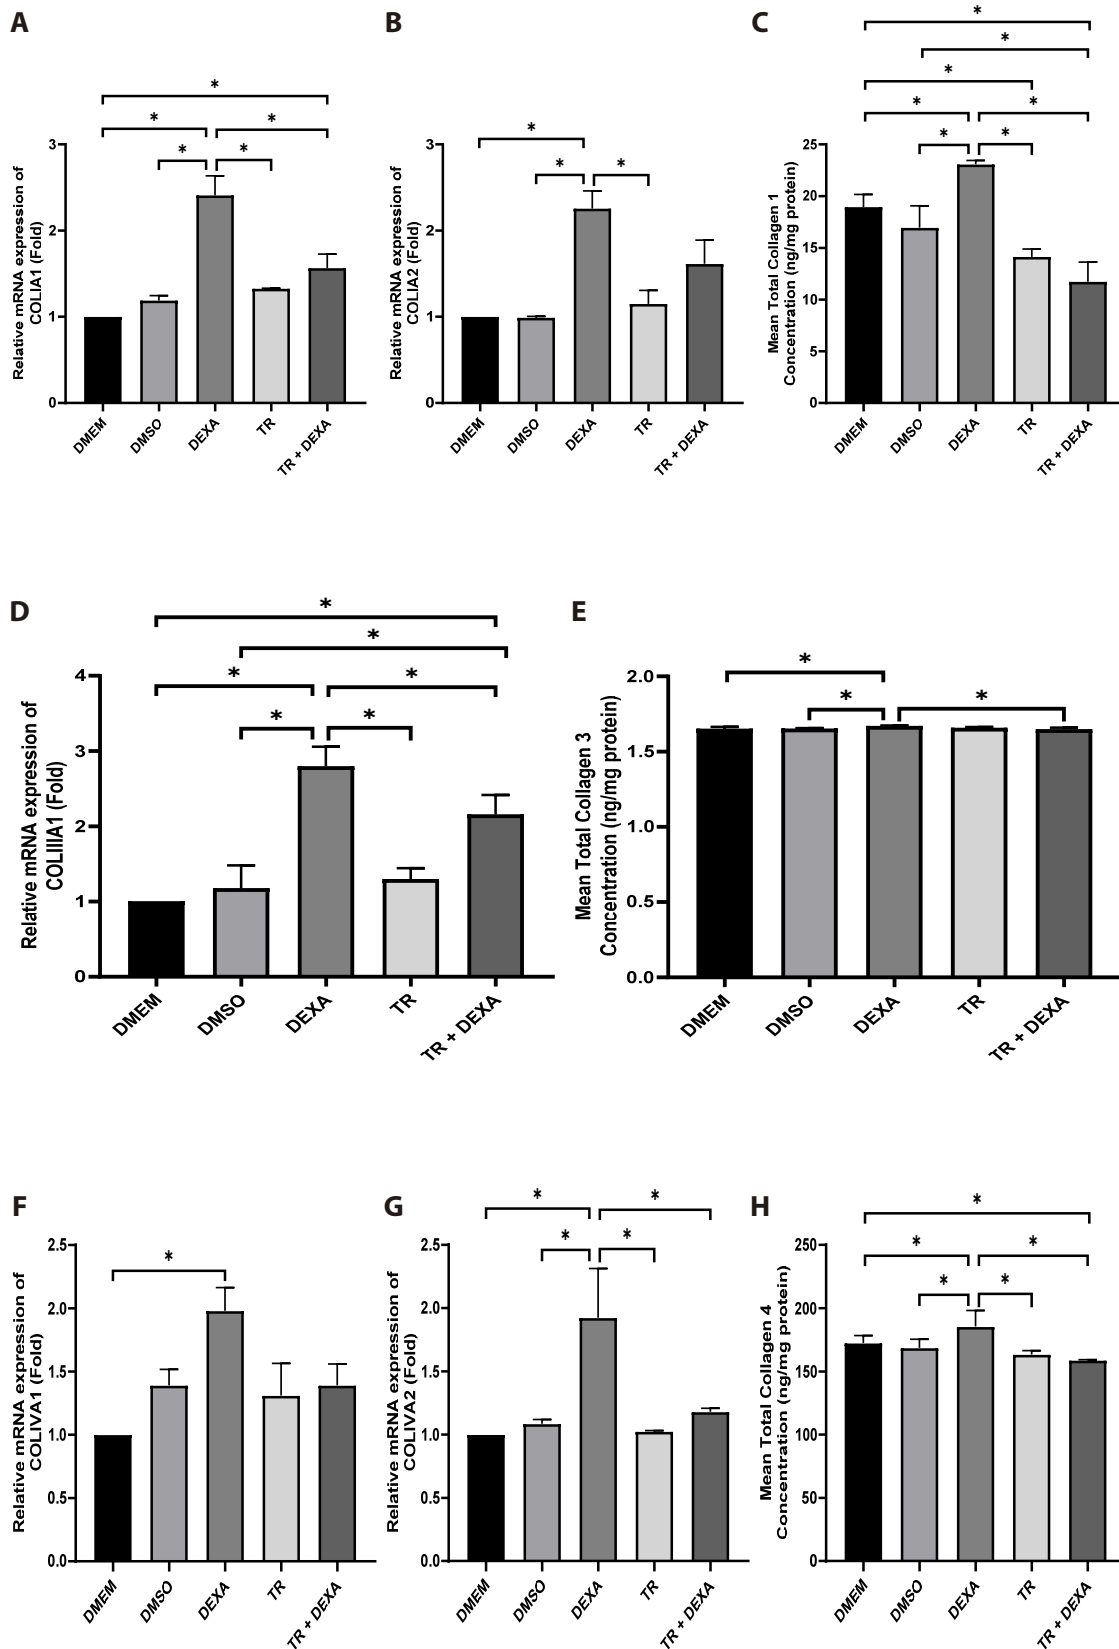 A
Relative mRNA expression of
COLIA1 (Fold)
3
2
1
0
*
*
*
*
*
DMEM
DMSO
DEXA
TR
TR + DEXA
B
Relative mRNA expression of
COLIA2 (Fold)
3
2
1
0
*
*
*
DMEM
DMSO
DEXA
TR
TR + DEXA
C
Mean Total Collagen 1
Concentration (ng/mg protein)
25
20
15
10
5
0
*
*
*
*
*
*
*
DMEM
DMSO
DEXA
TR
TR + DEXA
D
Relative mRNA expression of
COLIIIA1 (Fold)
4
3
2
1
0
*
*
*
*
*
*
DMEM
DMSO
DEXA
TR
TR + DEXA
E
Mean Total Collagen 3
Concentration (ng/mg protein)
2.0
1.5
1.0
0.5
0.0
*
*
*
DMEM
DMSO
DEXA
TR
TR + DEXA
F
Relative mRNA expression of
COLIVA1 (Fold)
2.5
2.0
1.5
1.0
0.5
0.0
*
DMEM
DMSO
DEXA
TR
TR + DEXA
G
Relative mRNA expression of
COLIVA2 (Fold)
2.5
2.0
1.5
1.0
0.5
0.0
*
*
*
*
DMEM
DMSO
DEXA
TR
TR + DEXA
H
Mean Total Collagen 4
Concentration (ng/mg protein)
250
200
150
100
50
0
*
*
*
*
*
DMEM
DMSO
DEXA
TR
TR + DEXA